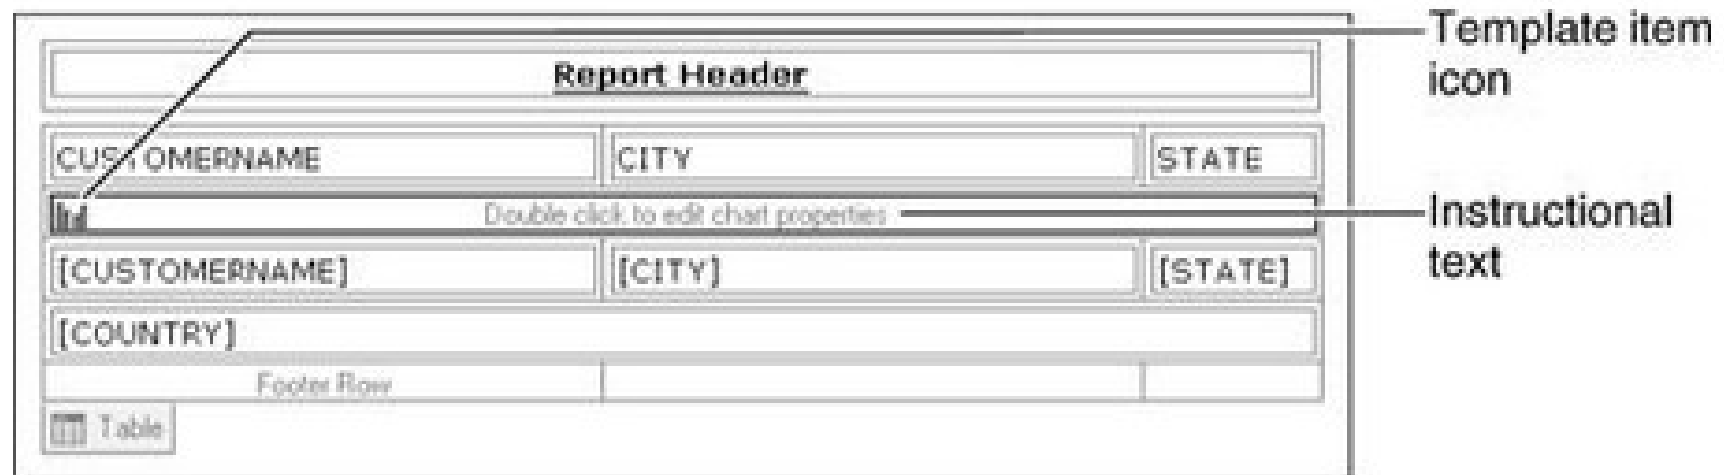 Template item
icon
Report Header
CUSTOMERNAME CITY STATE
Double click to edit chart properties
Instructional
text
[CUSTOMERNAME] [CITY] [STATE]
[COUNTRY]
Footer Row
Table